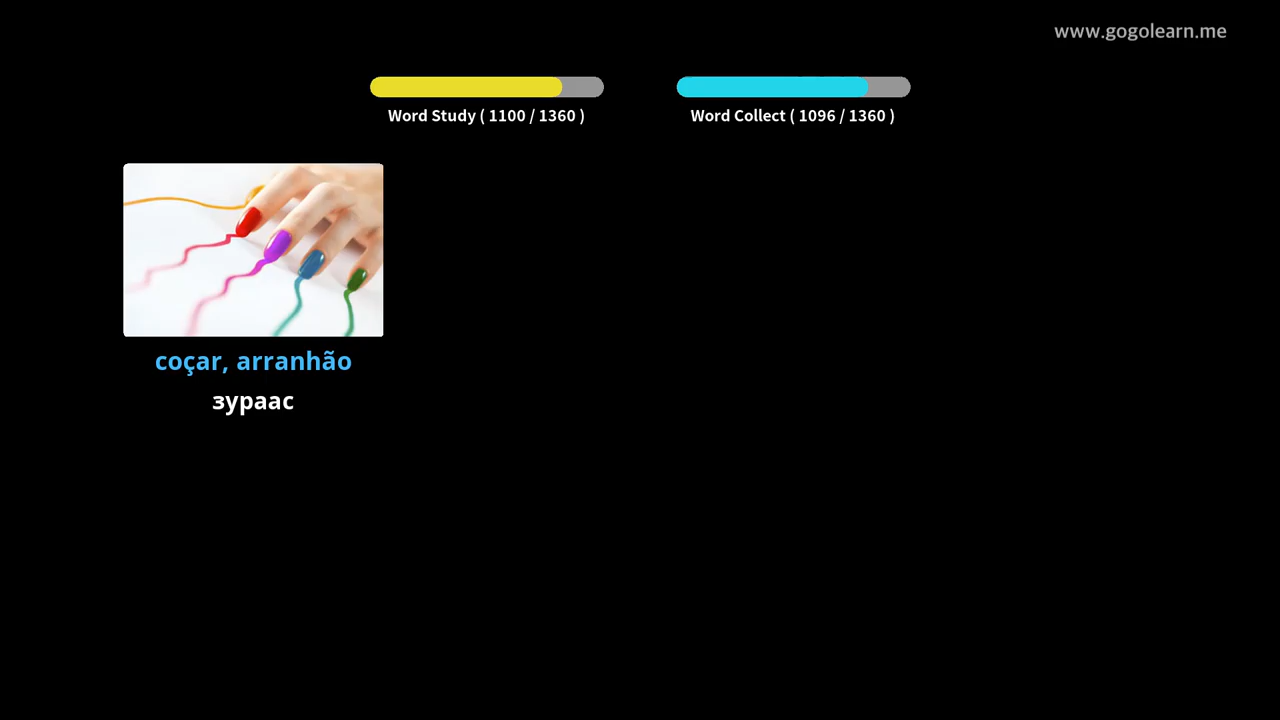 www.gogolearn.me
Word Study ( 1100 / 1360 )
Word Collect ( 1096 / 1360 )
coçar, arranhão
зураас